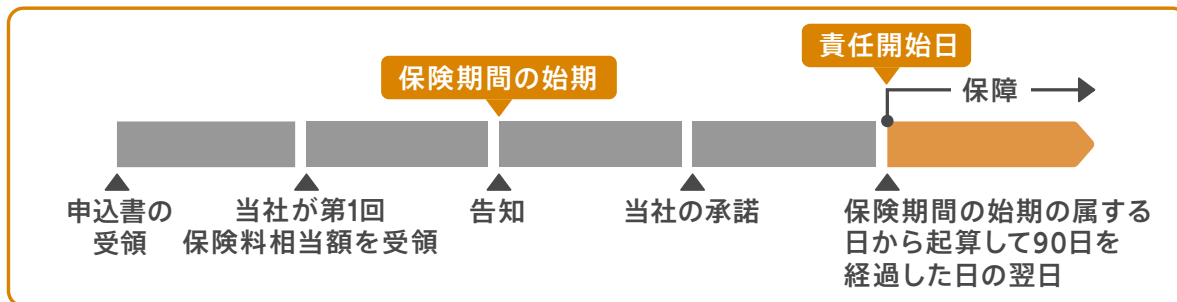 責任開始日
保険期間の始期
保障
申込書の
受領
当社が第1回
保険料相当額を受領
告知
当社の承諾
保険期間の始期の属する
日から起算して90日を
経過した日の翌日